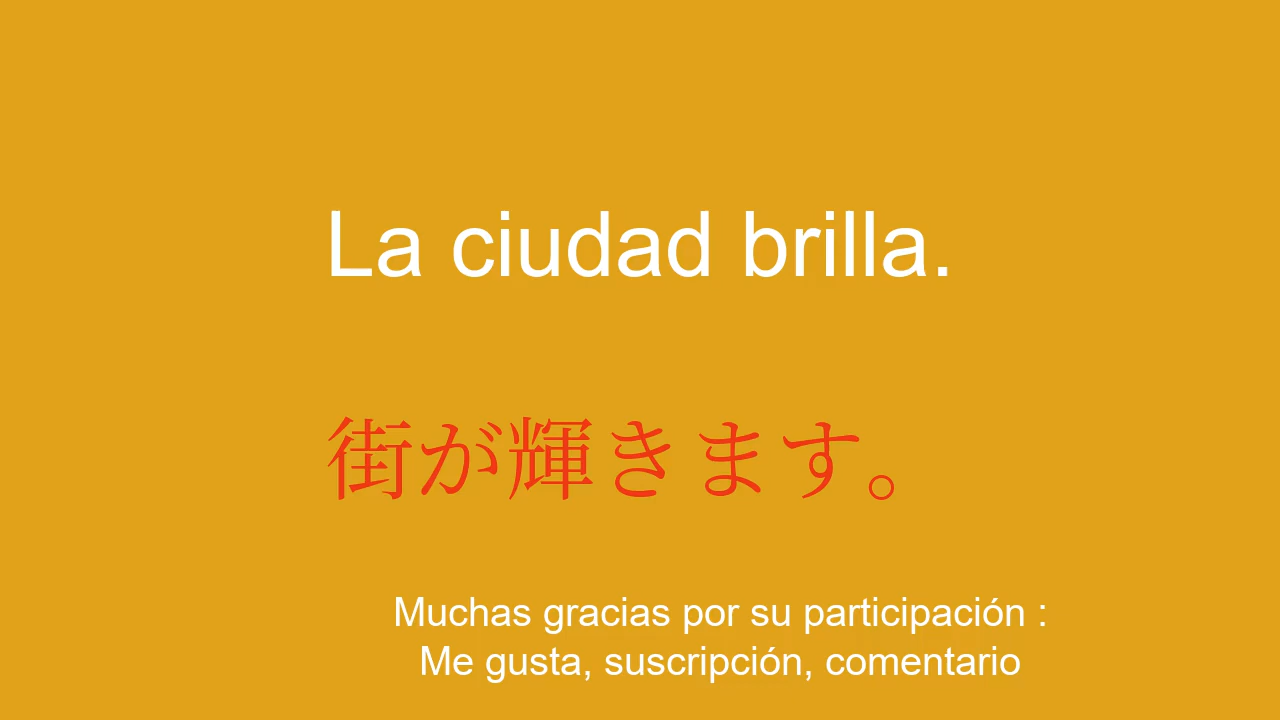 La ciudad brilla.
街が輝きます。
Muchas gracias por su participación :
Me gusta, suscripción, comentario